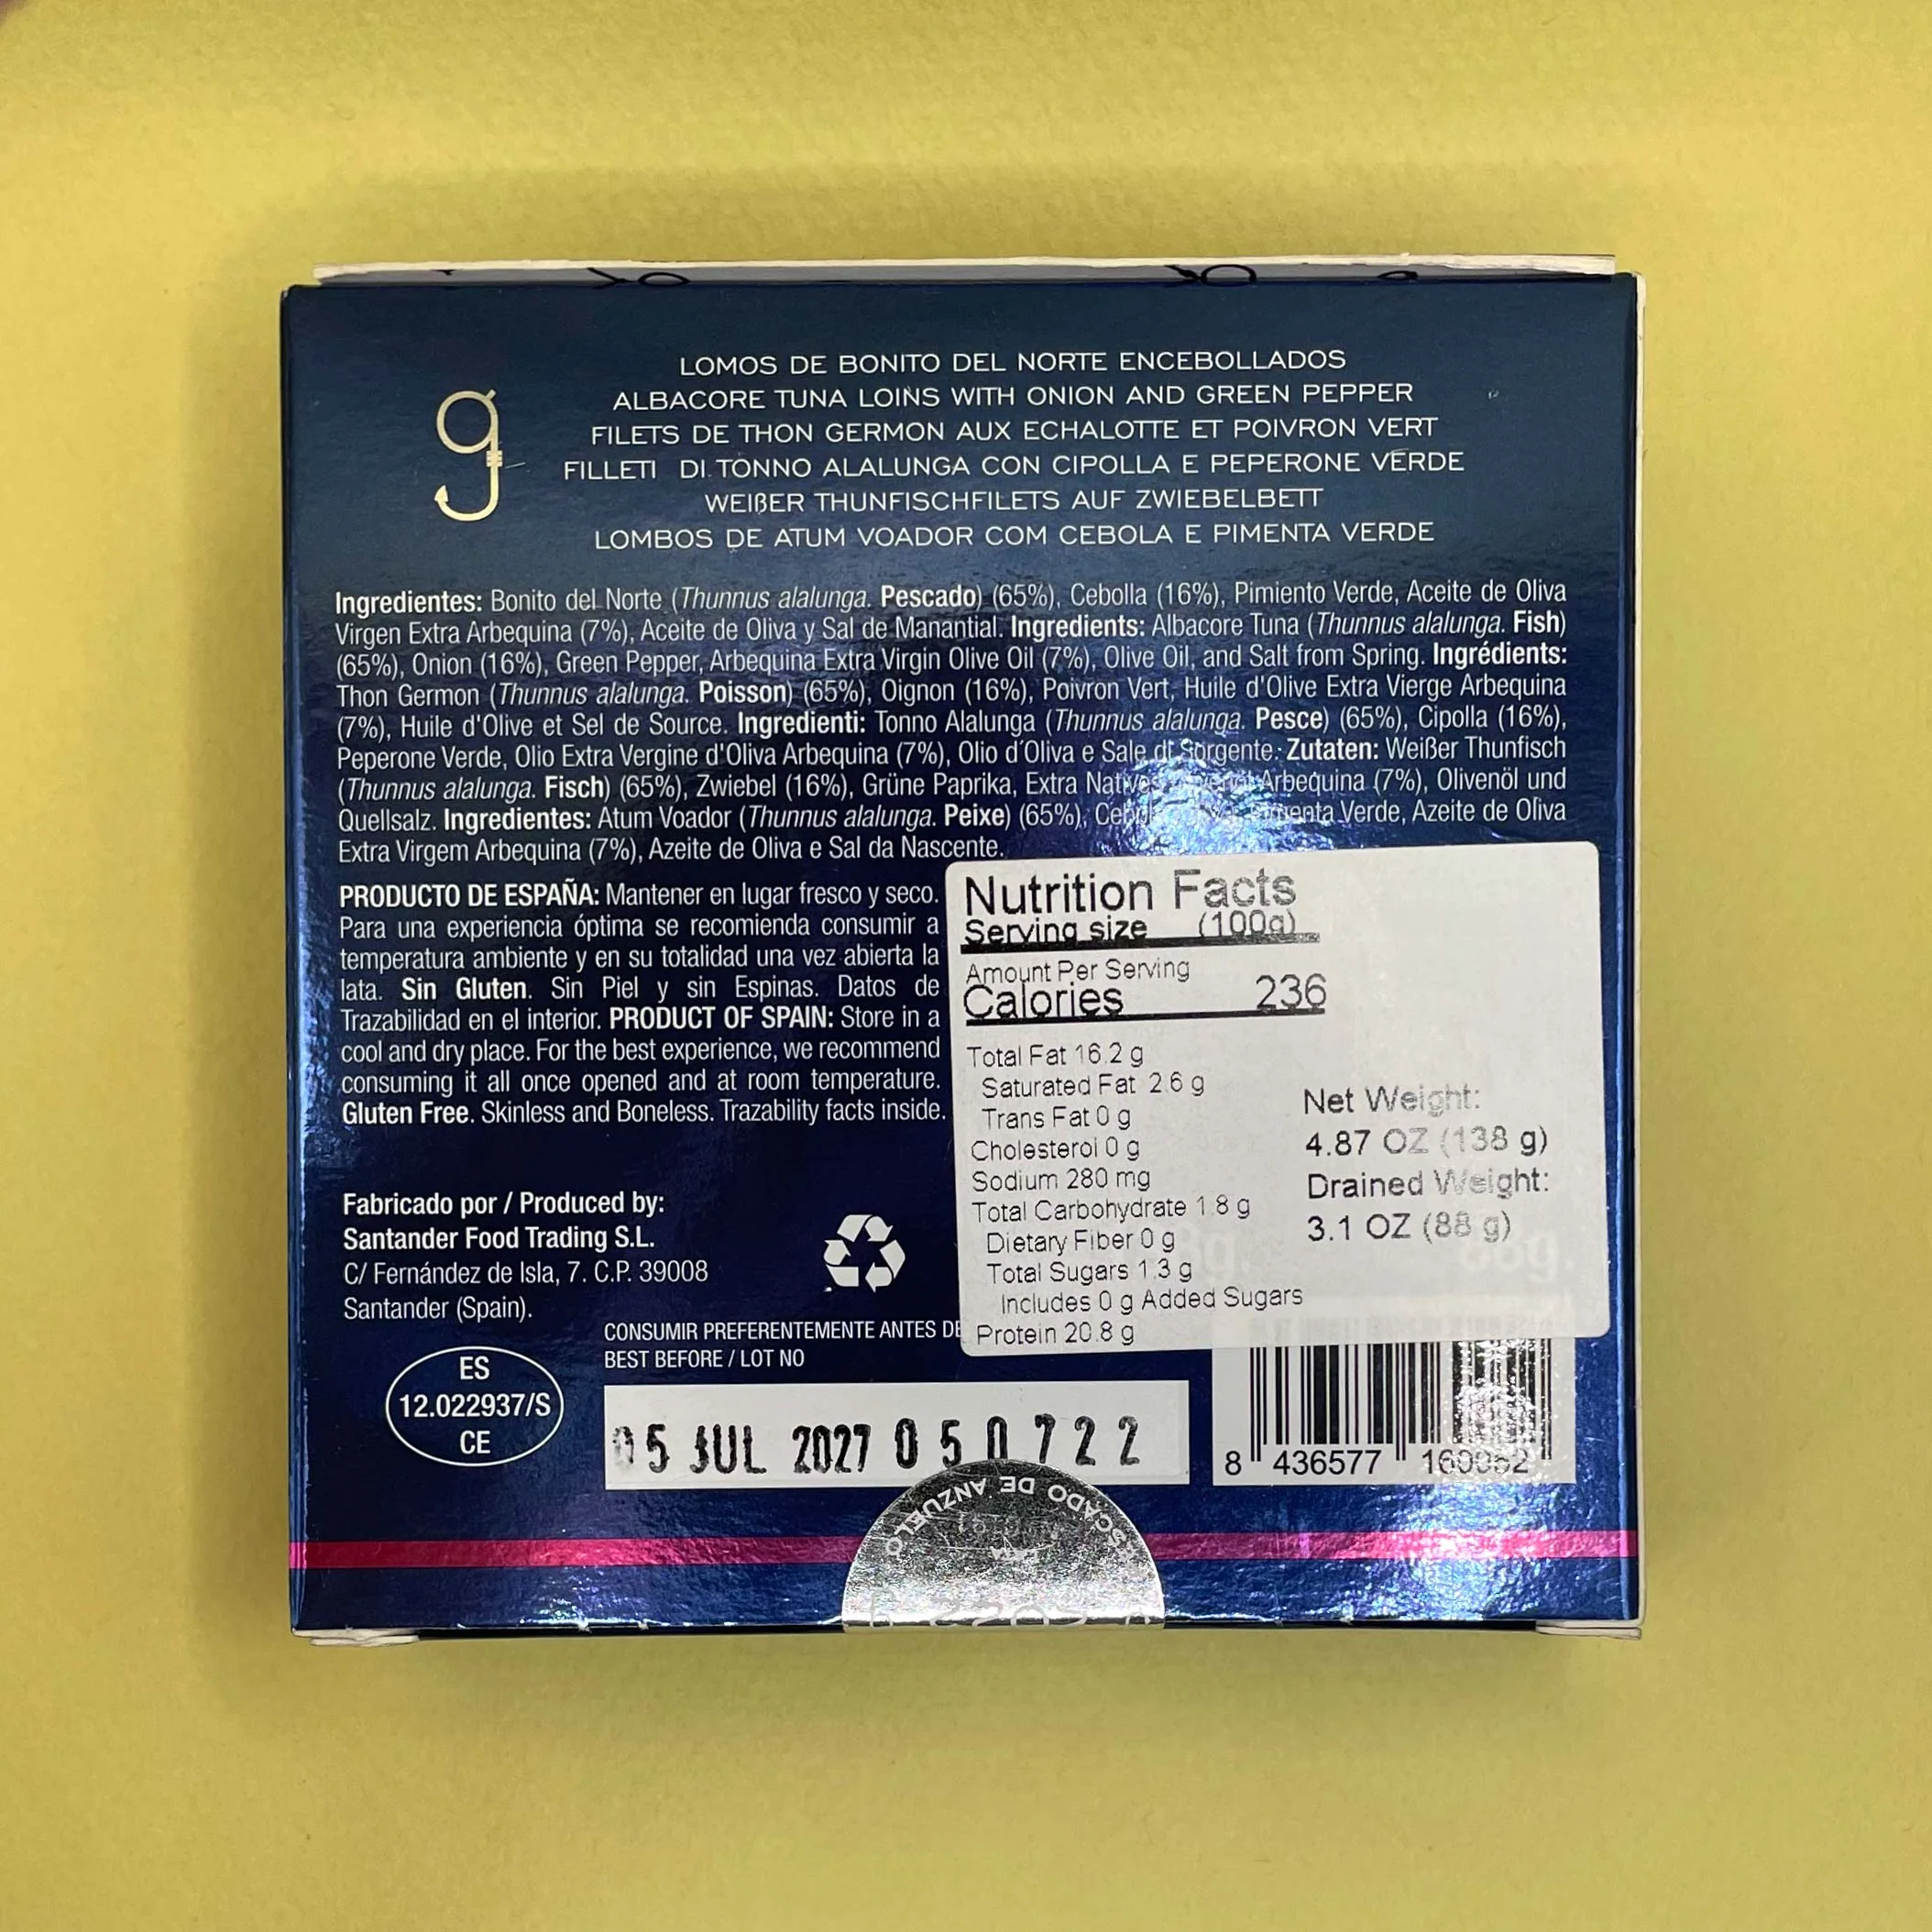 LOMOS DE BONITO DEL NORTE ENCEBOLLADOS
ALBACORE TUNA LOINS WITH ONION AND GREEN PEPPER
FILETS DE THON GERMON AUX ECHALOTTE ET POIVRON VERT
FILLETI DI TONNO ALALUNGA CON CIPOLLA E PEPERONE VERDE
WEIßER THUNFISCHFILETS AUF ZWIEBELBETT
LOMBOS DE ATUM VOADOR COM CEBOLA E PIMENTA VERDE
g
Ingredientes: Bonito del Norte (Thunnus alalunga. Pescado) (65%), Cebolla (16%), Pimiento Verde, Aceite de Oliva
Virgen Extra Arbequina (7%), Aceite de Oliva y Sal de Manantial. Ingredients: Albacore Tuna (Thunnus alalunga. Fish)
(65%), Onion (16%), Green Pepper, Arbequina Extra Virgin Olive Oil (7%), Olive Oil, and Salt from Spring. Ingrédients:
Thon Germon (Thunnus alalunga. Poisson) (65%), Oignon (16%), Poivron Vert, Huile d'Olive Extra Vierge Arbequina
(7%), Huile d'Olive et Sel de Source. Ingredienti: Tonno Alalunga (Thunnus alalunga. Pesce) (65%), Cipolla (16%),
Peperone Verde, Olio Extra Vergine d'Oliva Arbequina (7%), Olio d´Oliva e Sale di Sorgente. Zutaten: Weißer Thunfisch
(Thunnus alalunga. Fisch) (65%), Zwiebel (16%), Grüne Paprika, Extra Arbequina (7%), Olivenöl und
Quellsalz. Ingredientes: Atum Voador (Thunnus alalunga. Peixe) (65%), Verde, Azeite de Oliva
Extra Virgem Arbequina (7%), Azeite de Oliva e Sal da Nascente.
PRODUCTO DE ESPAÑA: Mantener en lugar fresco y seco.
Para una experiencia óptima se recomienda consumir a
temperatura ambiente y en su totalidad una vez abierta la
lata. Sin Gluten. Sin Piel y sin Espinas. Datos de
Trazabilidad en el interior. PRODUCT OF SPAIN: Store in a
cool and dry place. For the best experience, we recommend
consuming it all once opened and at room temperature.
Gluten Free. Skinless and Boneless. Trazability facts inside.
Fabricado por / Produced by:
Santander Food Trading S.L.
C/ Fernández de Isla, 7. C.P. 39008
Santander (Spain).
ES
12.022937/S
CE
CONSUMIR PREFERENTEMENTE ANTES DE
BEST BEFORE / LOT NO
05 JUL 2027 050722
Nutrition Facts
Serving size (100g)
Amount Per Serving
Calories 236
Total Fat 16.2 g
Saturated Fat 2.6 g
Trans Fat 0 g
Cholesterol 0 g
Sodium 280 mg
Total Carbohydrate 1.8 g
Dietary Fiber 0 g
Total Sugars 1.3 g
Includes 0 g Added Sugars
Protein 20.8 g
Net Weight:
4.87 OZ (138 g)
Drained Weight:
3.1 OZ (88 g)
8 436577
DE ANZUELO